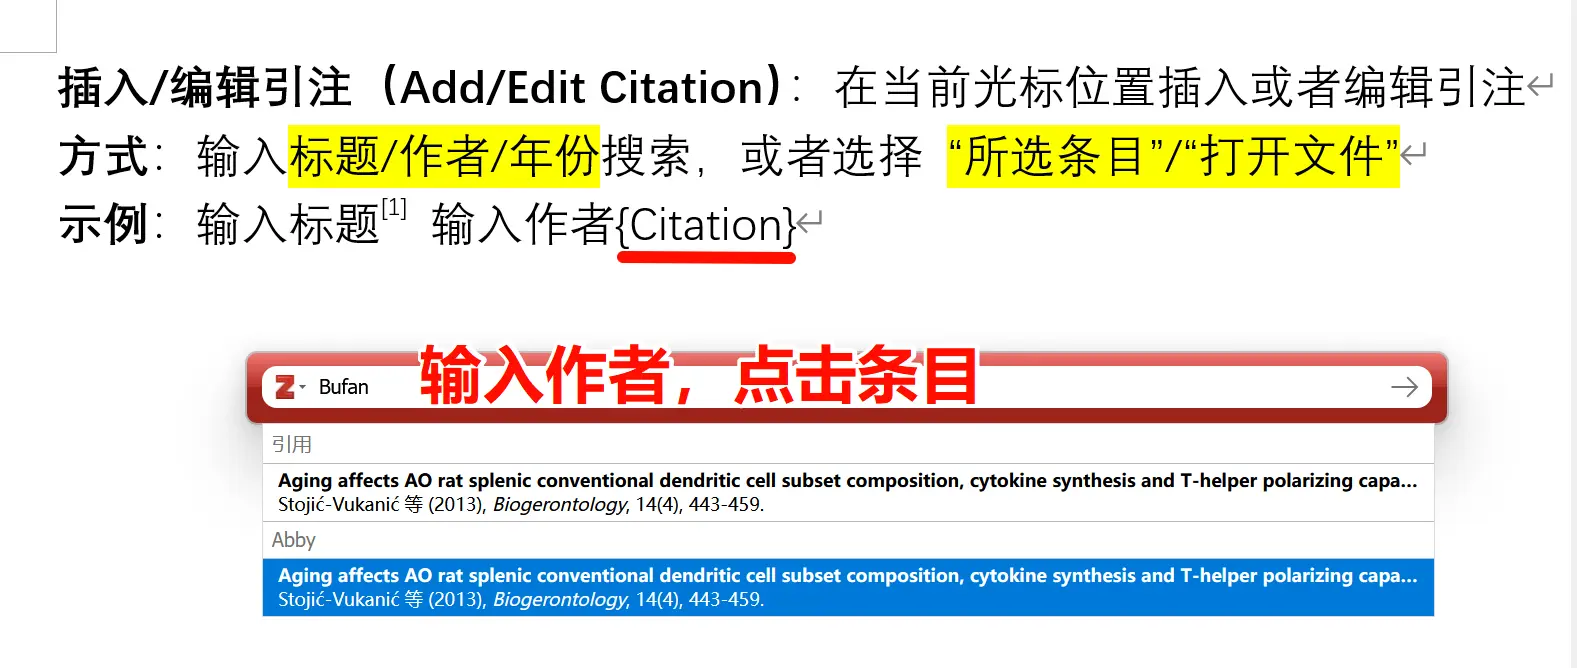 插入/编辑引注（Add/Edit Citation）：在当前光标位置插入或者编辑引注↵
方式：输入标题/作者/年份搜索，或者选择 “所选条目”/“打开文件”↵
示例：输入标题[1] 输入作者{Citation}↵
Z Bufan 输入作者，点击条目 →
引用
Aging affects AO rat splenic conventional dendritic cell subset composition, cytokine synthesis and T-helper polarizing capa...
Stojić-Vukanić 等 (2013), Biogerontology, 14(4), 443-459.
Abby
Aging affects AO rat splenic conventional dendritic cell subset composition, cytokine synthesis and T-helper polarizing capa...
Stojić-Vukanić 等 (2013), Biogerontology, 14(4), 443-459.